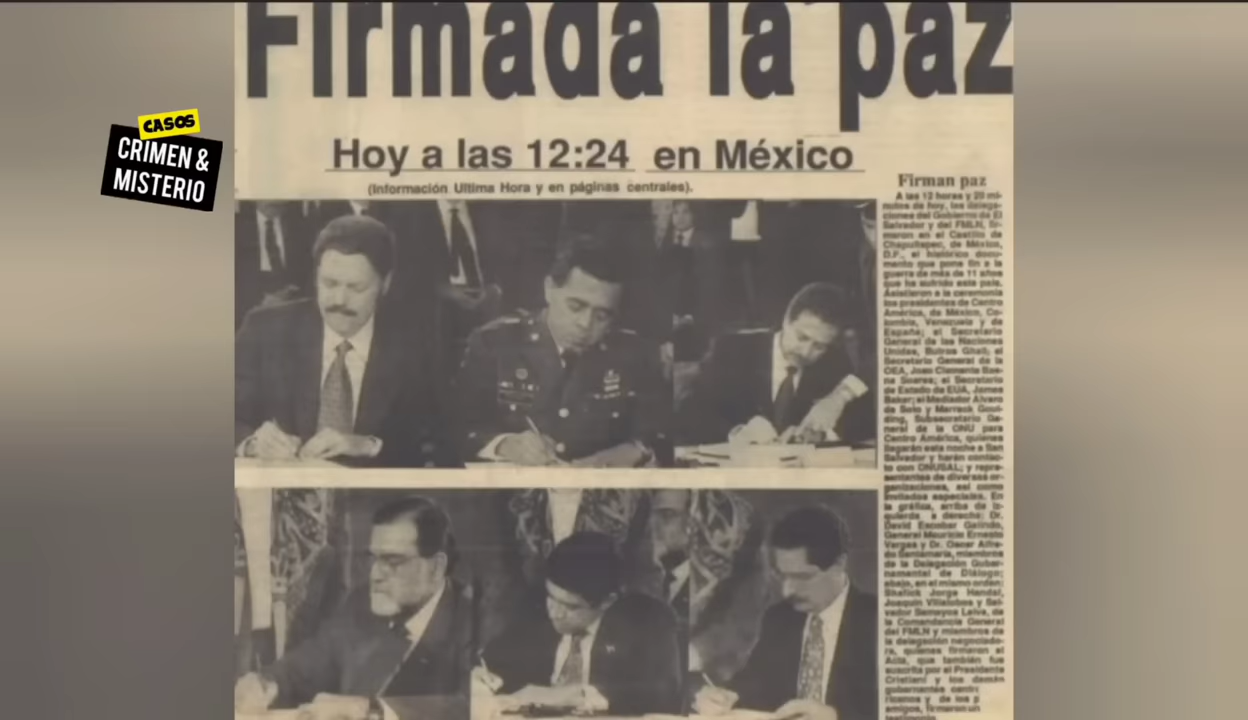 Firmada la paz
CASOS
CRIMEN &
MISTERIO
Hoy a las 12:24 en México
(Información Ultima Hora y en páginas centrales).
Firman paz
A las 12 horas y 20 mi-
nutos de hoy, las delega-
ciones del Gobierno de El
Salvador y del FMLN, fir-
maron en el Castillo de
Chapultepec, de México,
D.F., el histórico docu-
mento que pone fin a la
guerra de más de 11 años
que ha sufrido este país.
Asistieron a la ceremonia
los presidentes de Centro
América, de México, Co-
lombia, Venezuela y de
España; el Secretario
General de las Naciones
Unidas, Butros Ghali; el
Secretario General de la
OEA, Joao Clemente Bae-
na Soares; el Secretario
de Estado de EUA, James
Baker; el Mediador Alvaro
de Soto y Marrack Goul-
ding, Subsecretario Ge-
neral de la ONU para
Centro América, quienes
llegarán esta noche a San
Salvador y harán contac-
to con ONUSAL; y repre-
sentantes de diversas or-
ganizaciones, así como
invitados especiales. En
la gráfica, arriba de iz-
quierda a derecha: Dr.
David Escobar Galindo,
General Mauricio Ernesto
Vargas y Dr. Oscar Alfre-
do Santamaría, miembros
de la Delegación Guber-
namental de Diálogo;
abajo, en el mismo orden:
Shafick Jorge Handal,
Joaquín Villalobos y Sal-
vador Samayoa Leiva, de
la Comandancia General
del FMLN y miembros de
la delegación negociado-
ra, quienes firmaron el
Acta, que también fue
suscrita por el Presidente
Cristiani y los demás
gobernantes centro
ricanos y de los p
amigos, firmaron un